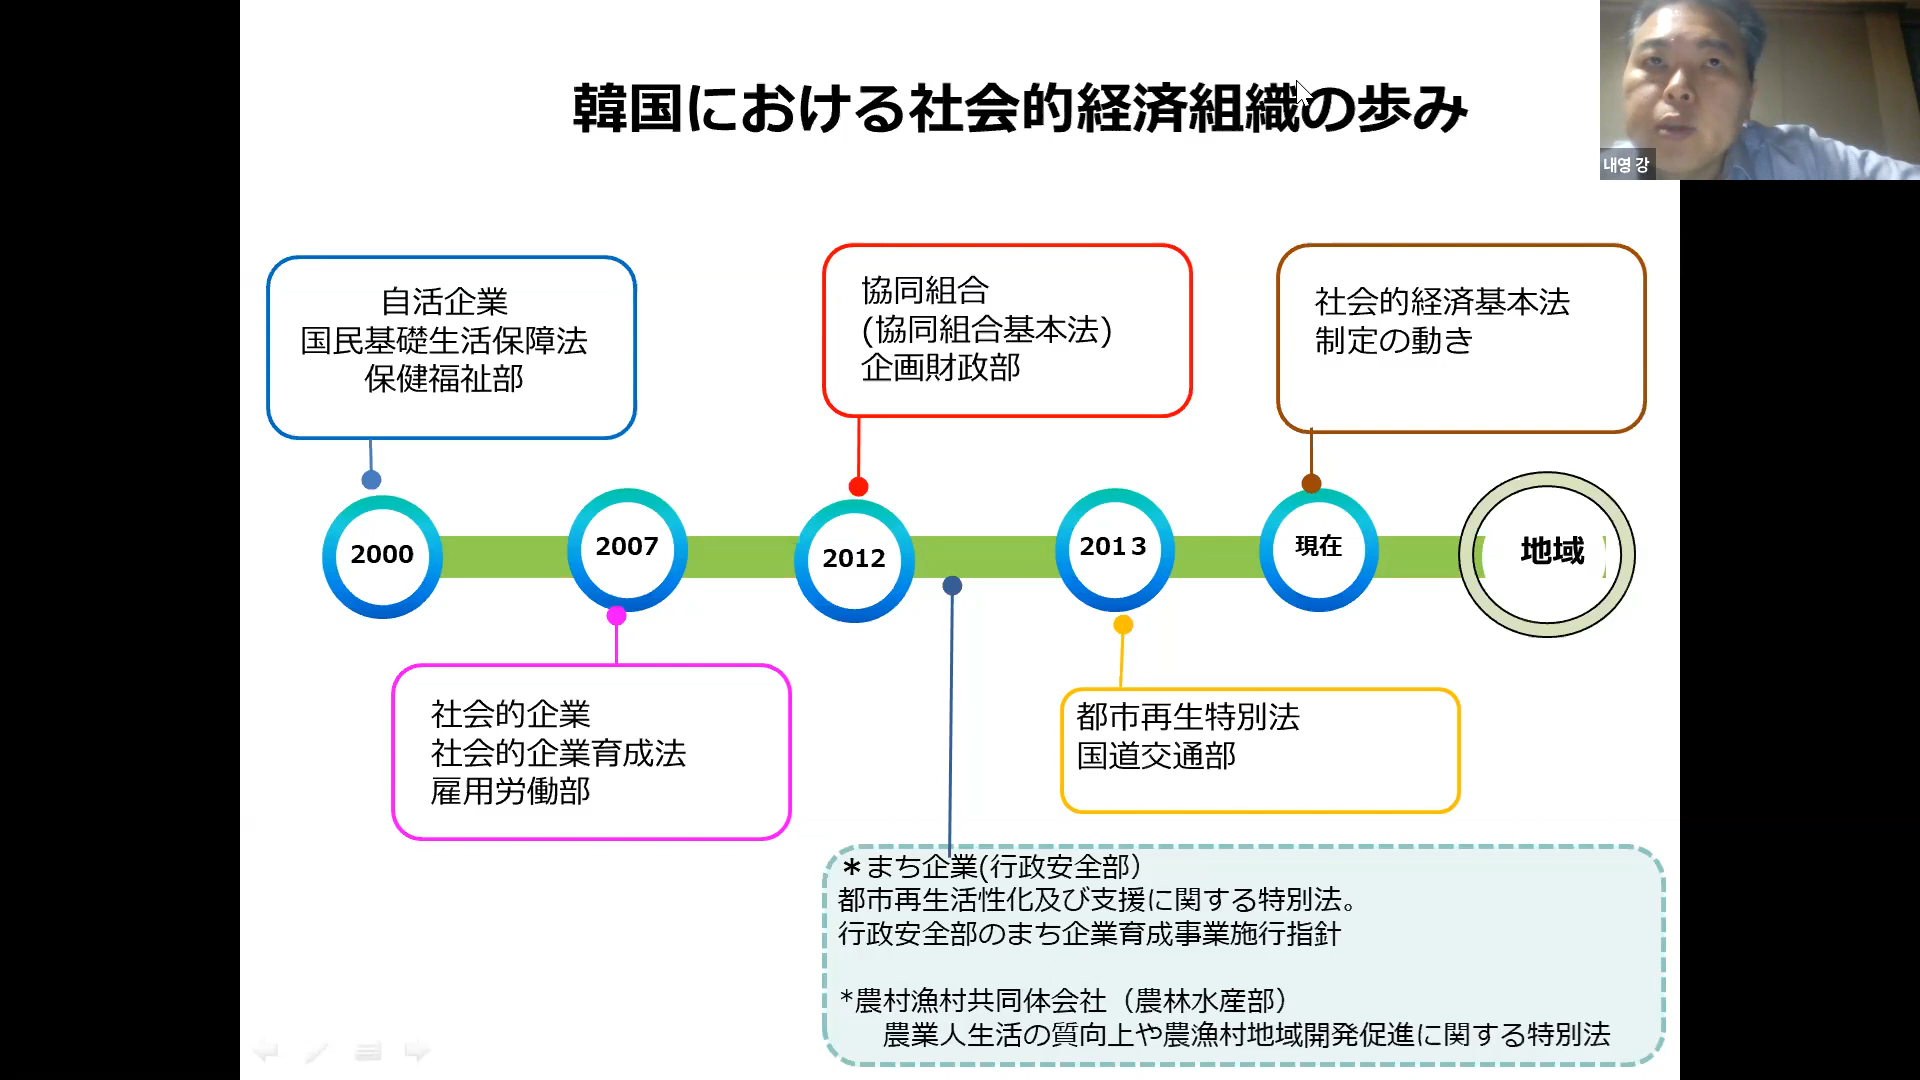 韓国における社会的経済組織の歩み
내영 강
自活企業
国民基礎生活保障法
保健福祉部
協同組合
(協同組合基本法)
企画財政部
社会的経済基本法
制定の動き
2000
2007
2012
2013
現在
地域
社会的企業
社会的企業育成法
雇用労働部
都市再生特別法
国道交通部
＊まち企業(行政安全部）
都市再生活性化及び支援に関する特別法。
行政安全部のまち企業育成事業施行指針
*農村漁村共同体会社（農林水産部）
農業人生活の質向上や農漁村地域開発促進に関する特別法